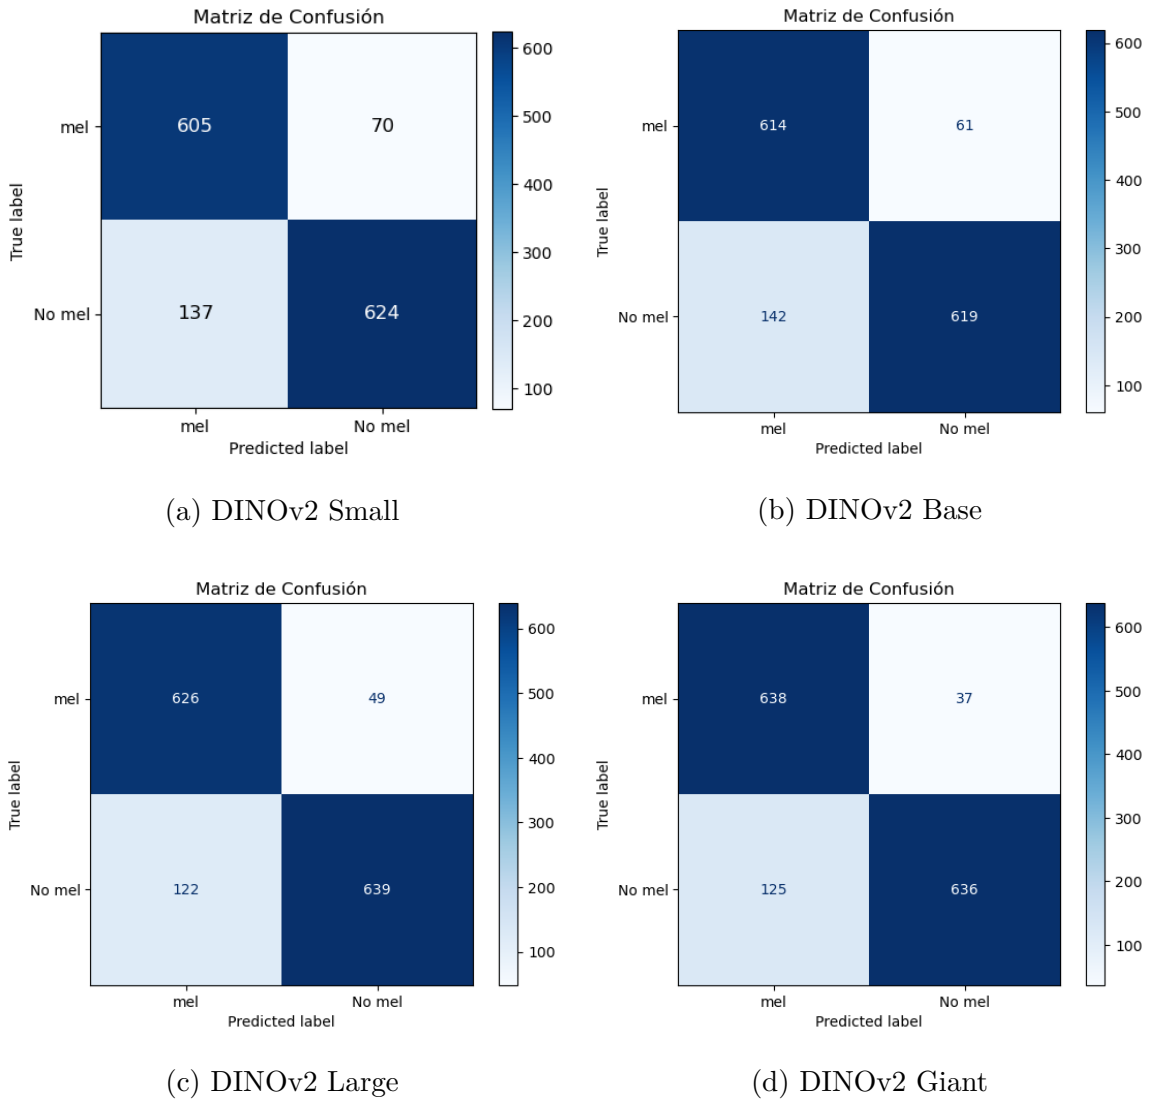 Matriz de Confusión
600
500
400
300
200
100
True label
mel
No mel
605 70
137 624
mel No mel
Predicted label
(a) DINOv2 Small
Matriz de Confusión
600
500
400
300
200
100
True label
mel
No mel
614 61
142 619
mel No mel
Predicted label
(b) DINOv2 Base
Matriz de Confusión
600
500
400
300
200
100
True label
mel
No mel
626 49
122 639
mel No mel
Predicted label
(c) DINOv2 Large
Matriz de Confusión
600
500
400
300
200
100
True label
mel
No mel
638 37
125 636
mel No mel
Predicted label
(d) DINOv2 Giant